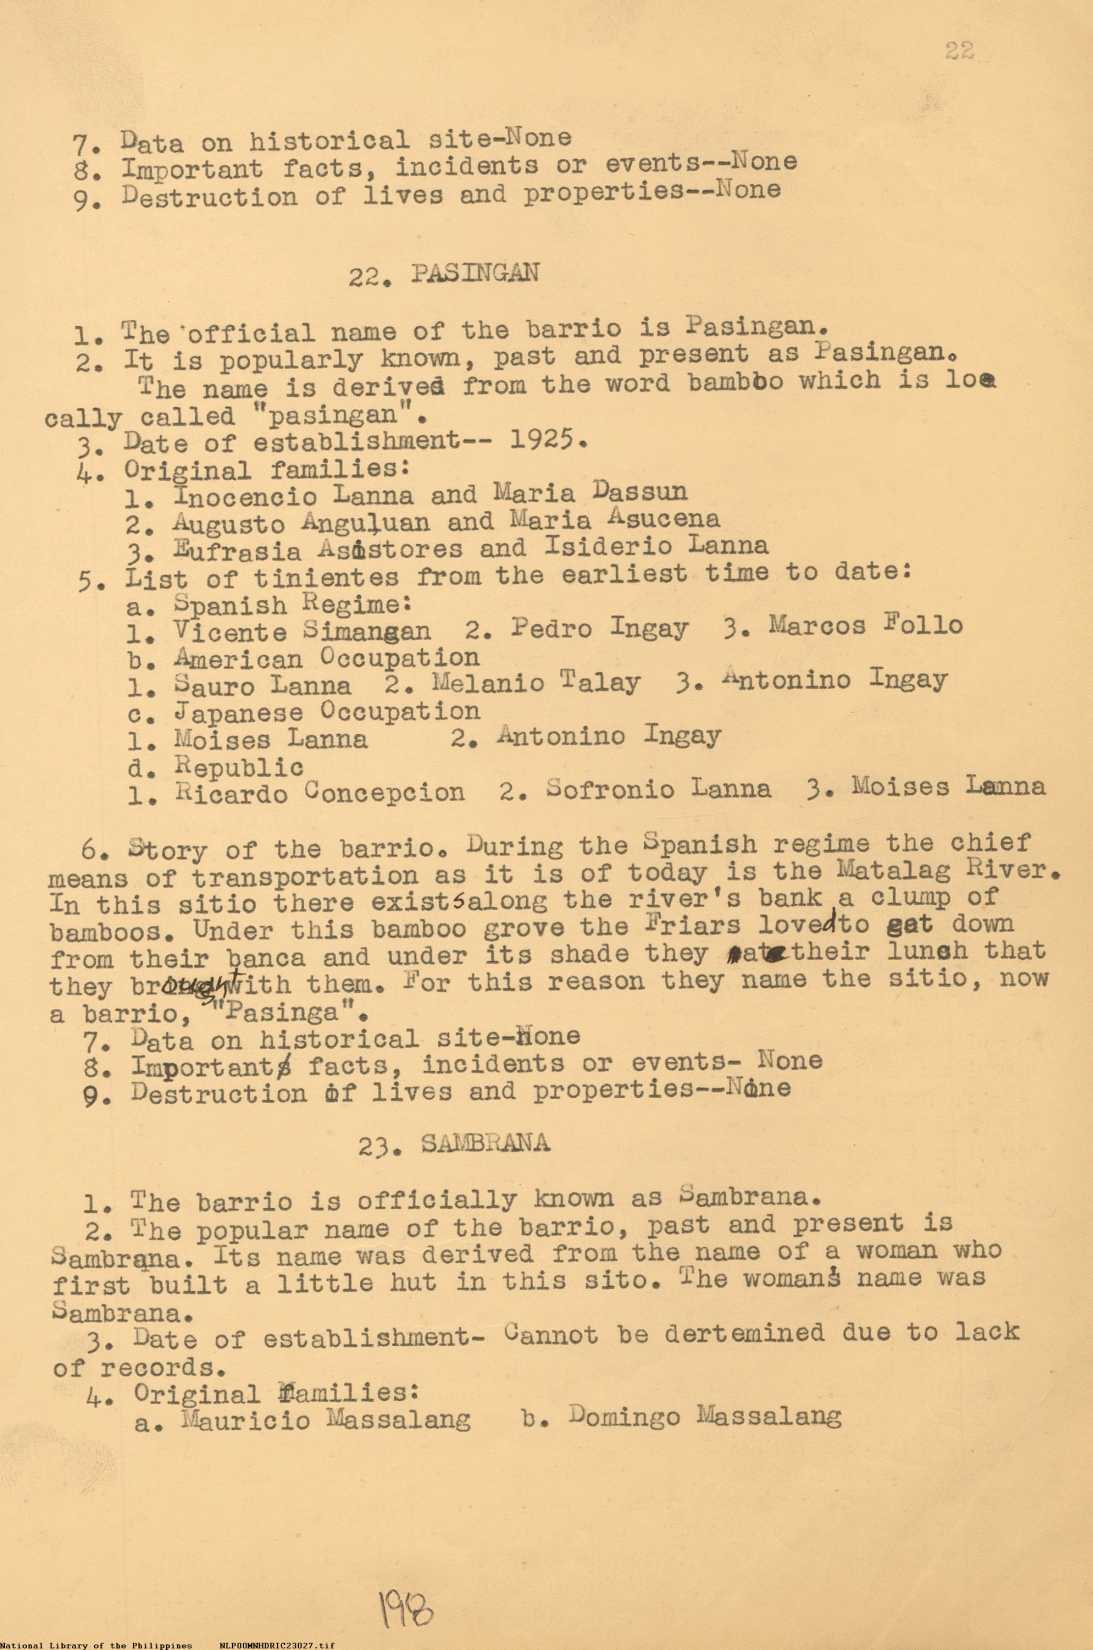 22
7. Data on historical site-None
8. Important facts, incidents or events--None
9. Destruction of lives and properties--None
22. PASINGAN
1. The official name of the barrio is Pasingan.
2. It is popularly known, past and present as Pasingan.
The name is derived from the word bambbo which is lo
cally called "pasingan".
3. Date of establishment-- 1925.
4. Original families:
1. Inocencio Lanna and Maria Dassun
2. Augusto Anguluan and Maria Asucena
3. Eufrasia Asistores and Isiderio Lanna
5. List of tinientes from the earliest time to date:
a. Spanish Regime:
1. Vicente Simangan 2. Pedro Ingay 3. Marcos Follo
b. American Occupation
1. Sauro Lanna 2. Melanio Talay 3. Antonino Ingay
c. Japanese Occupation
1. Moises Lanna 2. Antonino Ingay
d. Republic
1. Ricardo Concepcion 2. Sofronio Lanna 3. Moises Lanna
6. Story of the barrio. During the Spanish regime the chief
means of transportation as it is of today is the Matalag River.
In this sitio there exists along the river's bank a clump of
bamboos. Under this bamboo grove the Friars loved to get down
from their banca and under its shade they ate their lunch that
they brought with them. For this reason they name the sitio, now
a barrio, "Pasinga".
7. Data on historical site-None
8. Important facts, incidents or events- None
9. Destruction of lives and properties--None
23. SAMBRANA
1. The barrio is officially known as Sambrana.
2. The popular name of the barrio, past and present is
Sambrana. Its name was derived from the name of a woman who
first built a little hut in this sito. The woman's name was
Sambrana.
3. Date of establishment- Cannot be dertemined due to lack
of records.
4. Original families:
a. Mauricio Massalang b. Domingo Massalang
198
National Library of the Philippines NLPO0MNHDRIC23027.tif